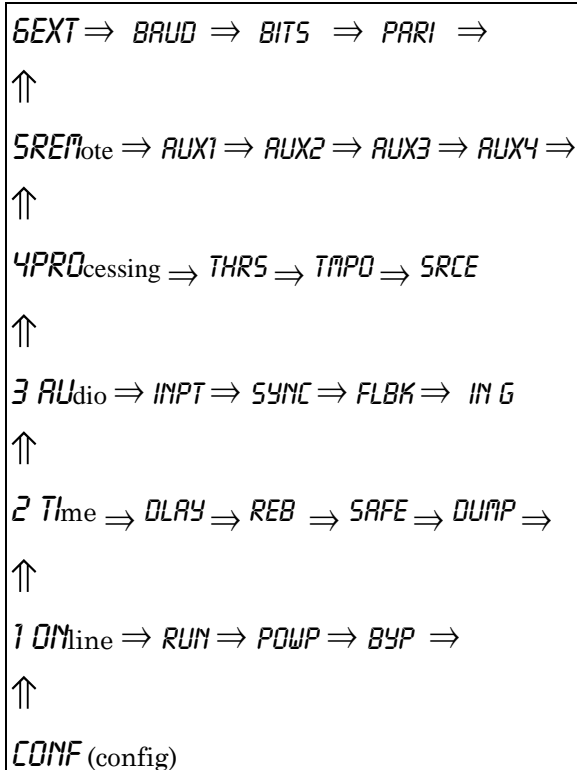 6EXT ⇒ BAUD ⇒ BITS ⇒ PARI ⇒
⇑
5REMote ⇒ AUX1 ⇒ AUX2 ⇒ AUX3 ⇒ AUX4 ⇒
⇑
4PROcessing ⇒ THRS ⇒ TMPO ⇒ SRCE
⇑
3 AUdio ⇒ INPT ⇒ SYNC ⇒ FLBK ⇒ IN G
⇑
2 TIme ⇒ DLAY ⇒ REB ⇒ SAFE ⇒ DUMP ⇒
⇑
1 ONline ⇒ RUN ⇒ POWP ⇒ BYP ⇒
⇑
CONF (config)